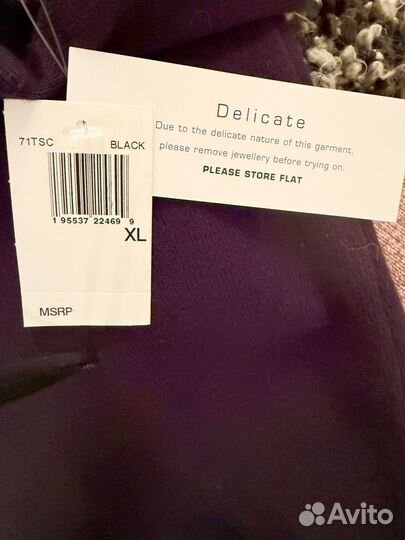 71TSC BLACK
1 95537 22469 9
XL
MSRP
Delicate
Due to the delicate nature of this garment,
please remove jewellery before trying on.
PLEASE STORE FLAT
Avito